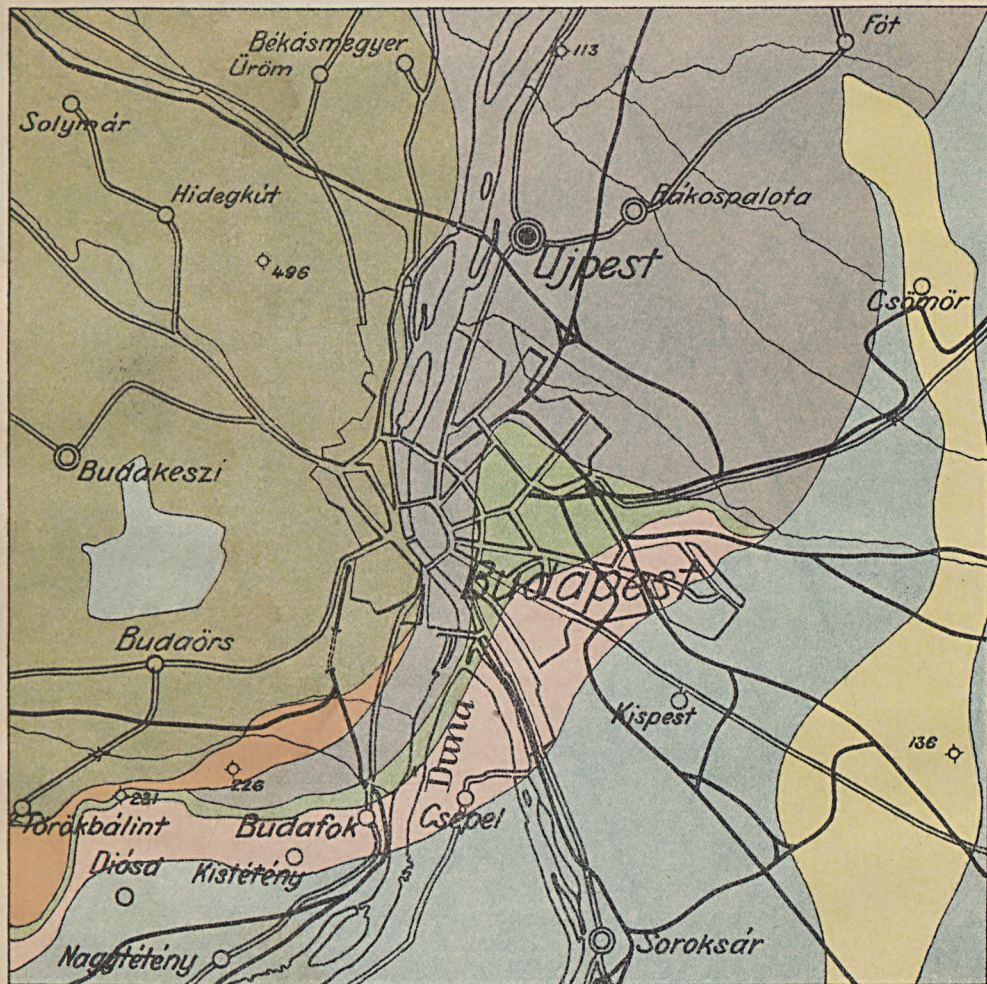 Fót
Békásmegyer
113
Üröm
Solymár
Hidegkút
Rákospalota
496
Ujpest
Csömör
Budakeszi
Budapest
Budaörs
Kispest
Duna
136
226
231
Törökbálint
Budafok
Csepel
Diósd
Kistétény
Nagytétény
Soroksár